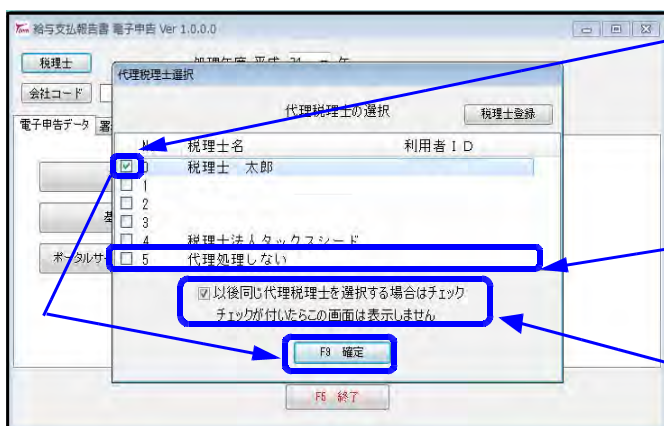 給与支払報告書 電子申告 Ver 1.0.0.0
税理士
会社コード
電子申告データ
代理税理士選択
代理税理士の選択
税理士登録
税理士名 利用者ID
0 税理士 太郎
1
2
3
4 税理士法人タックスシード
5 代理処理しない
ポータルサ
以後同じ代理税理士を選択する場合はチェック
チェックが付いたらこの画面は表示しません
F9 確定
F5 終了